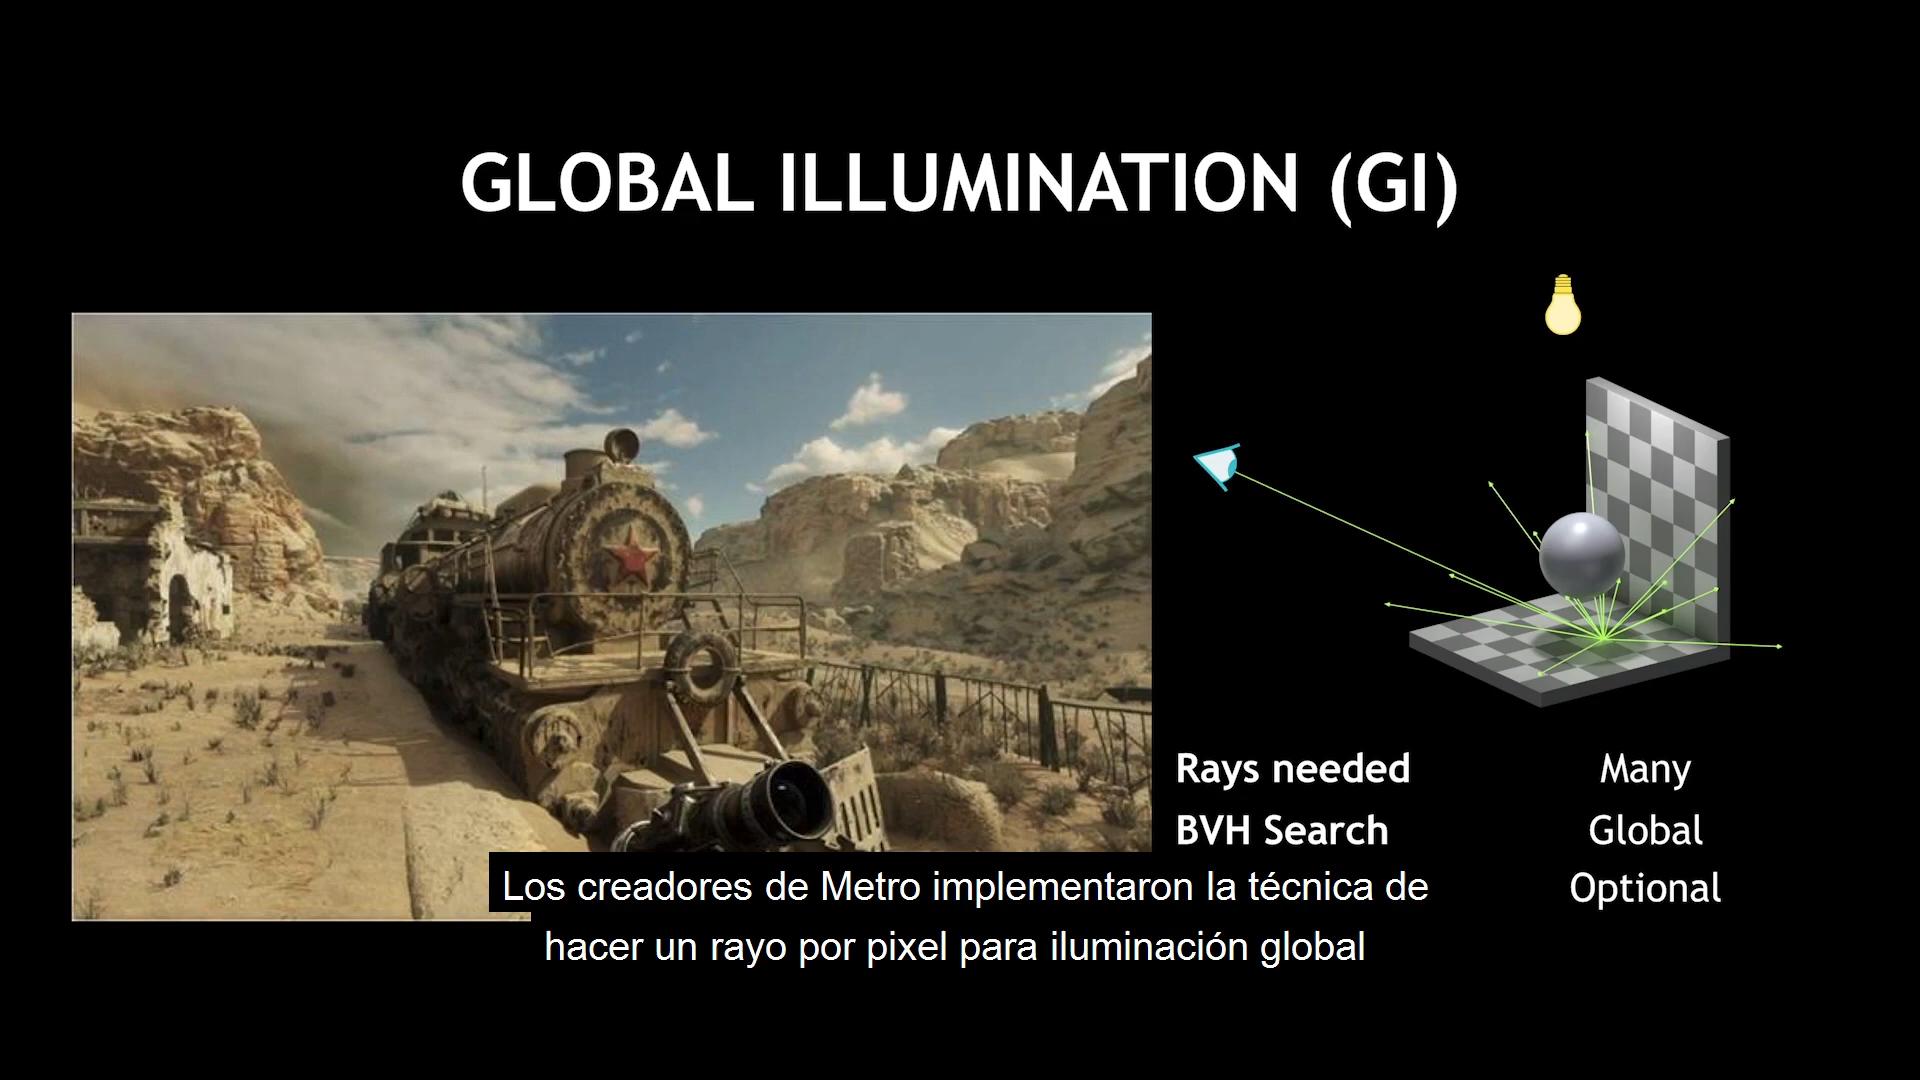 GLOBAL ILLUMINATION (GI)
Rays needed Many
BVH Search Global
Optional
Los creadores de Metro implementaron la técnica de
hacer un rayo por pixel para iluminación global